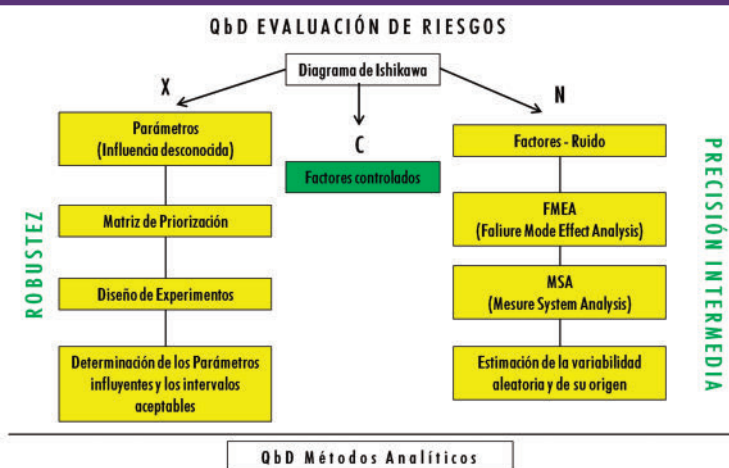 QbD EVALUACIÓN DE RIESGOS
Diagrama de Ishikawa
X
C
N
Parámetros
(Influencia desconocida)
Factores controlados
Factores - Ruido
Matriz de Priorización
FMEA
(Faliure Mode Effect Analysis)
Diseño de Experimentos
MSA
(Mesure System Analysis)
Determinación de los Parámetros
influyentes y los intervalos
aceptables
Estimación de la variabilidad
aleatoria y de su origen
ROBUSTEZ
PRECISIÓN INTERMEDIA
QbD Métodos Analíticos